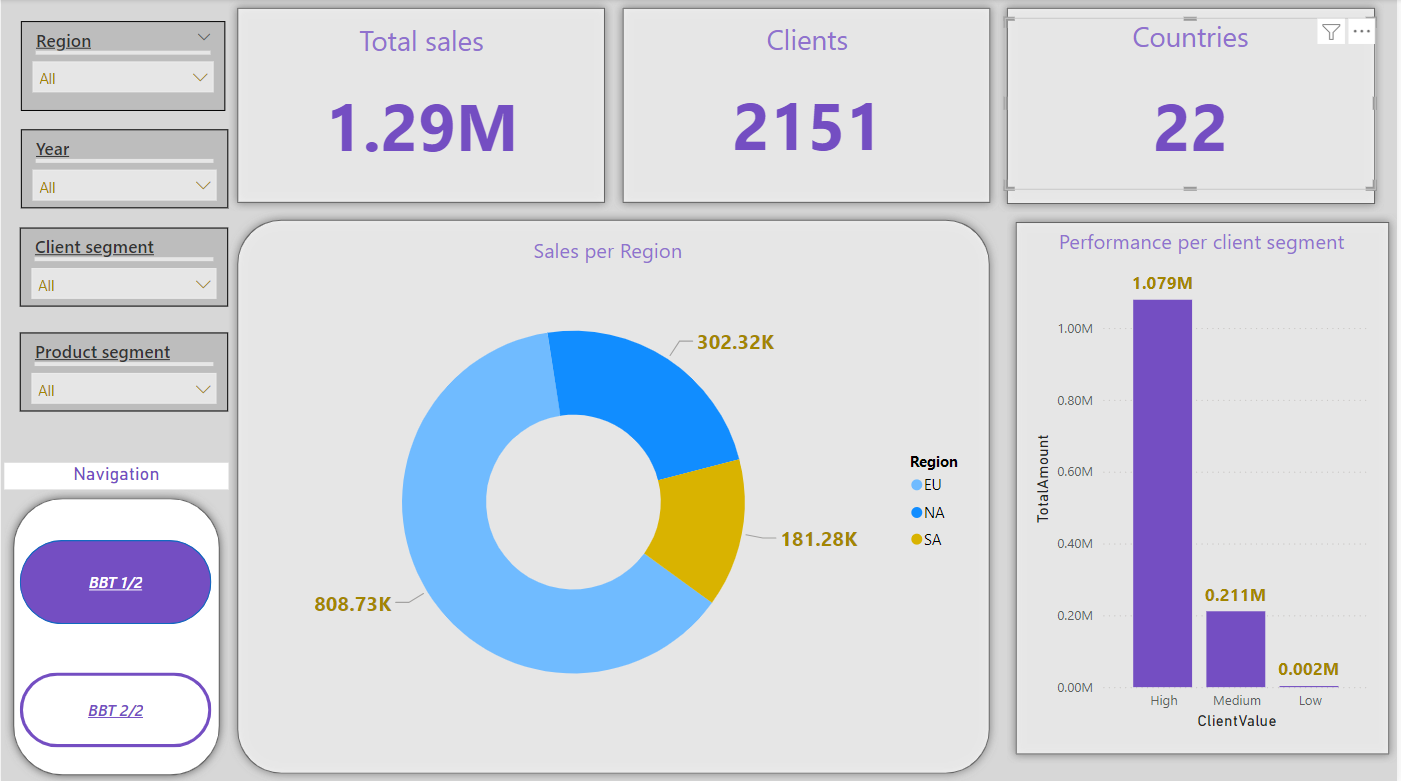 Region
All
Year
All
Client segment
All
Product segment
All
Navigation
BBT 1/2
BBT 2/2
Total sales
1.29M
Clients
2151
Countries
22
Sales per Region
302.32K
181.28K
808.73K
Region
EU
NA
SA
Performance per client segment
1.079M
0.211M
0.002M
1.00M
0.80M
0.60M
0.40M
0.20M
0.00M
TotalAmount
High Medium Low
ClientValue